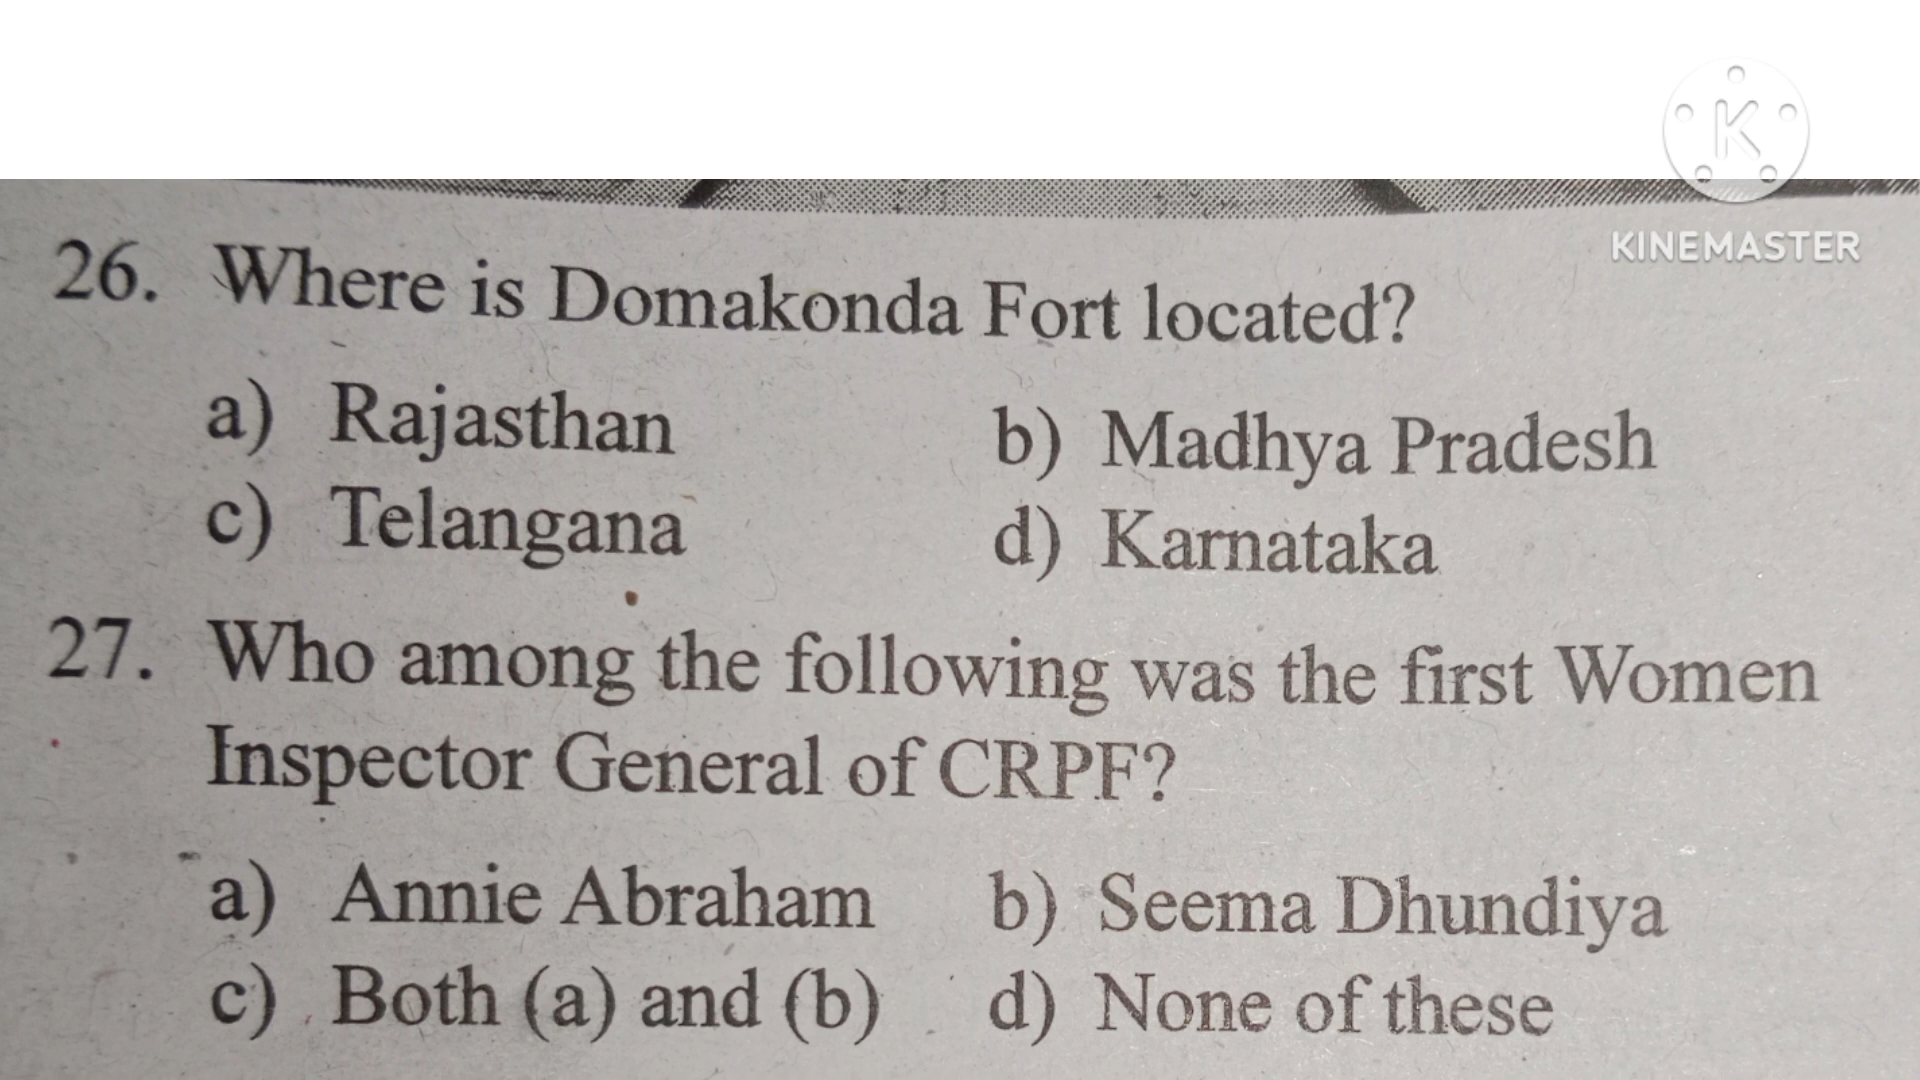 K
KINEMASTER
26. Where is Domakonda Fort located?
a) Rajasthan b) Madhya Pradesh
c) Telangana d) Karnataka
27. Who among the following was the first Women
Inspector General of CRPF?
a) Annie Abraham b) Seema Dhundiya
c) Both (a) and (b) d) None of these